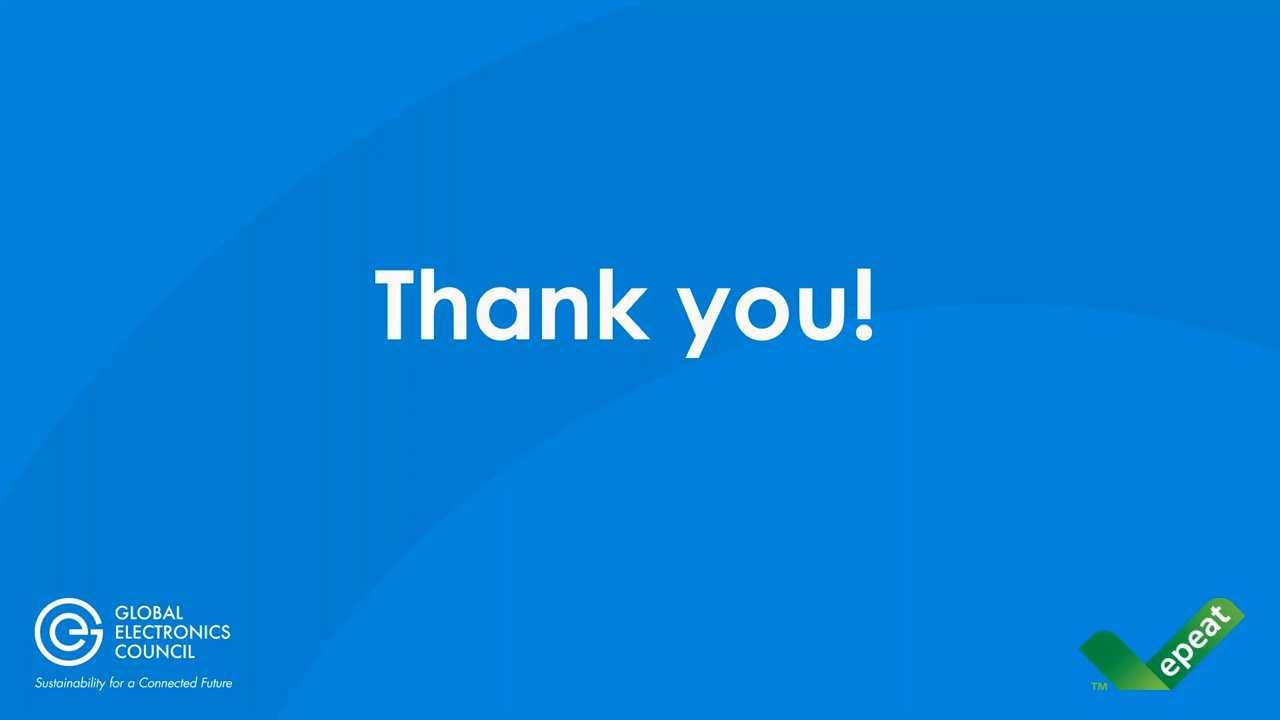 Thank you!
GLOBAL
ELECTRONICS
COUNCIL
Sustainability for a Connected Future
epeat
TM